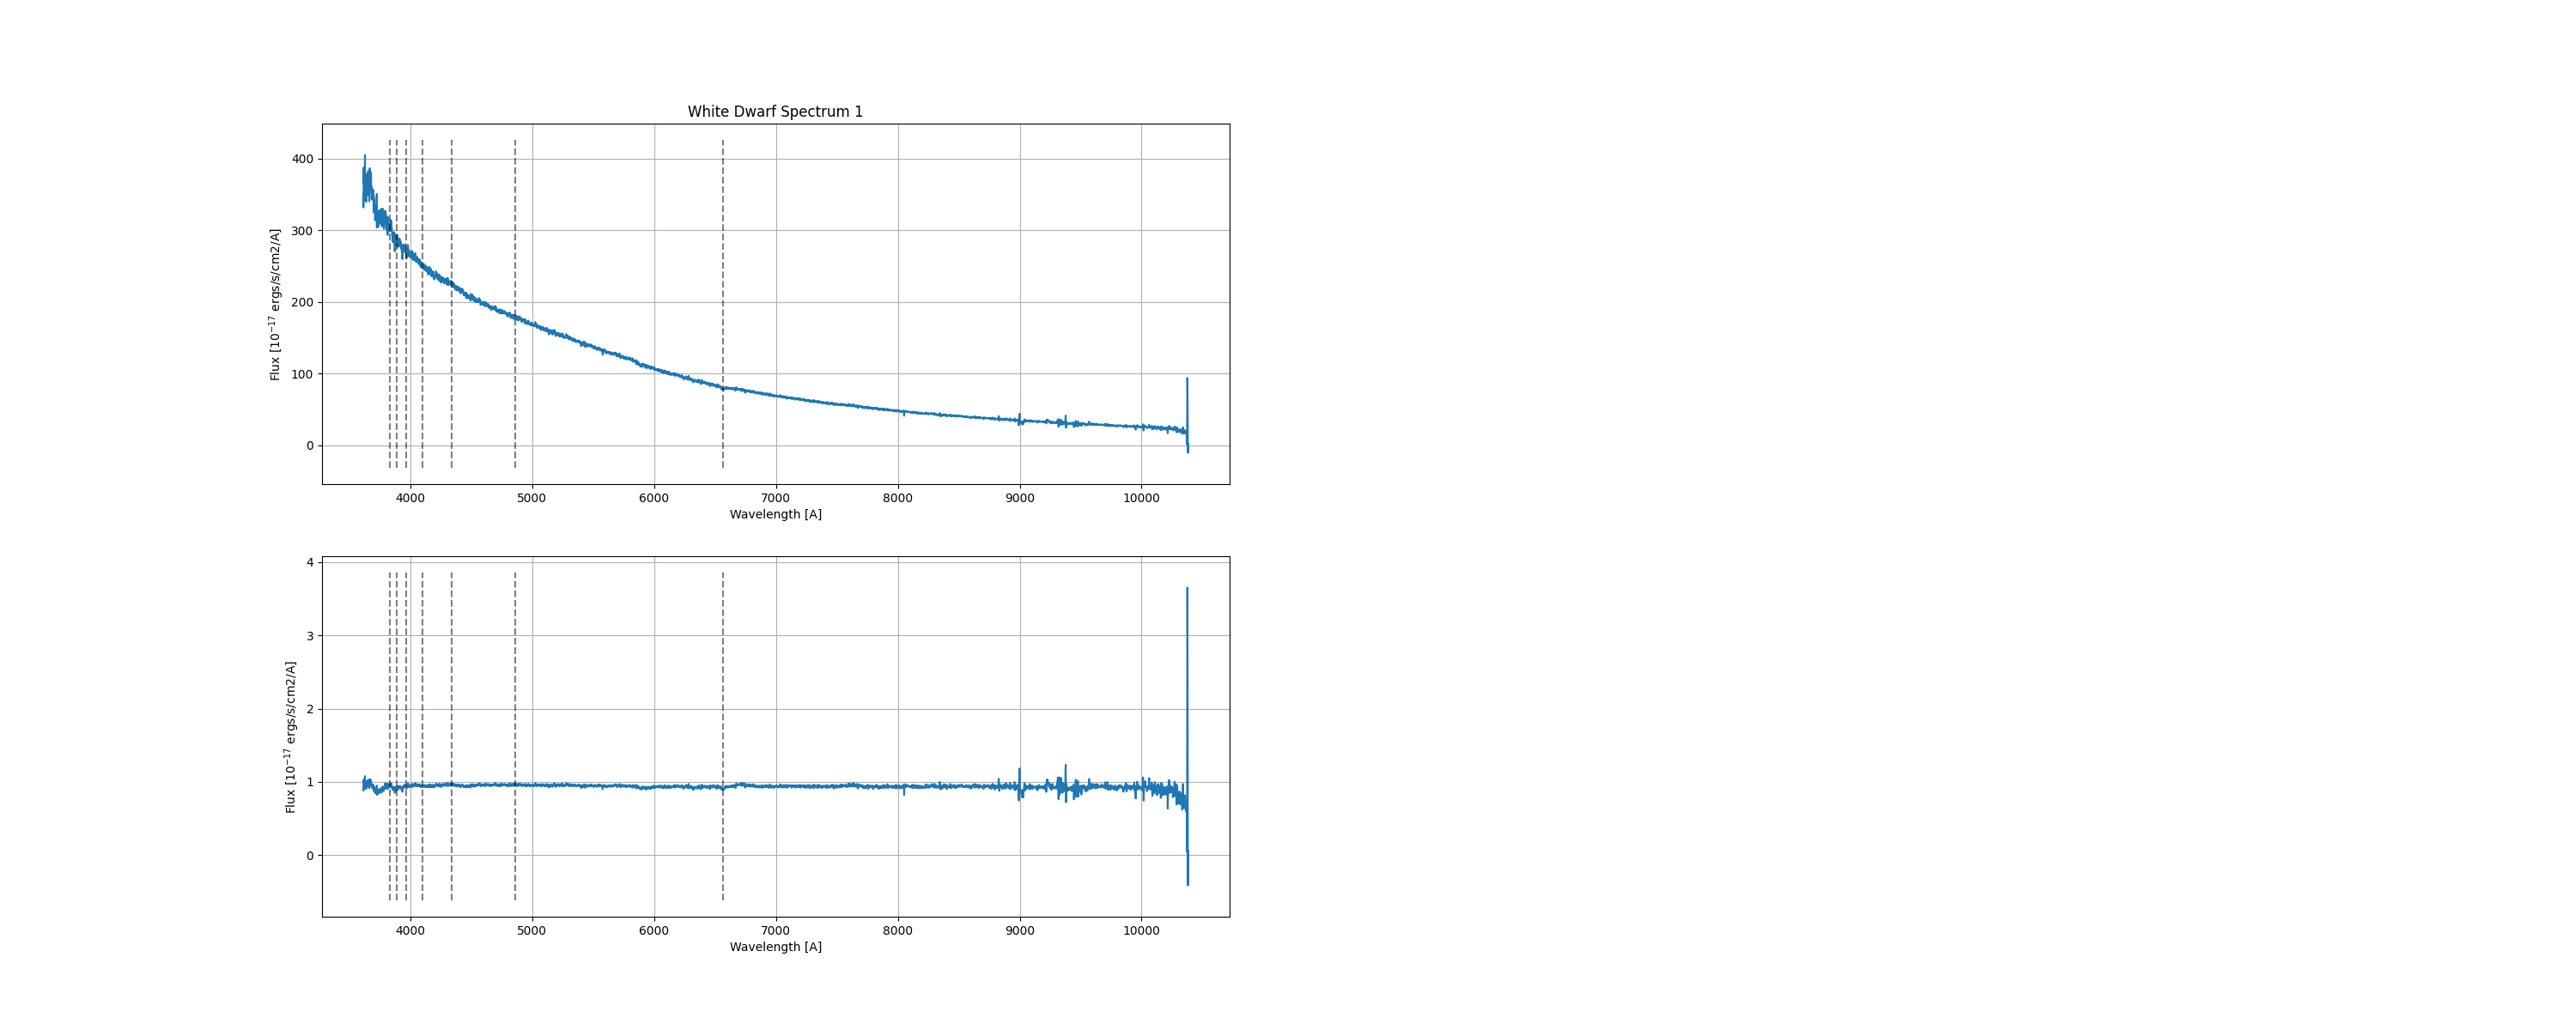 White Dwarf Spectrum 1
400
300
200
100
0
Flux [10⁻¹⁷ ergs/s/cm2/A]
4000 5000 6000 7000 8000 9000 10000
Wavelength [A]
4
3
2
1
0
Flux [10⁻¹⁷ ergs/s/cm2/A]
4000 5000 6000 7000 8000 9000 10000
Wavelength [A]